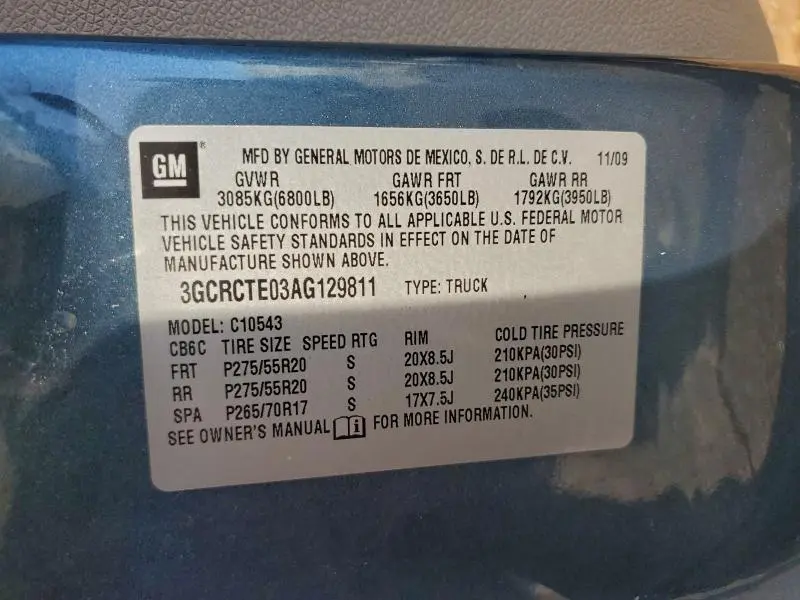 GM® MFD BY GENERAL MOTORS DE MEXICO, S. DE R.L. DE C.V. 11/09
GVWR GAWR FRT GAWR RR
3085KG(6800LB) 1656KG(3650LB) 1792KG(3950LB)
THIS VEHICLE CONFORMS TO ALL APPLICABLE U.S. FEDERAL MOTOR
VEHICLE SAFETY STANDARDS IN EFFECT ON THE DATE OF
MANUFACTURE SHOWN ABOVE.
3GCRCTE03AG129811 TYPE: TRUCK
MODEL: C10543
CB6C TIRE SIZE SPEED RTG RIM COLD TIRE PRESSURE
FRT P275/55R20 S 20X8.5J 210KPA(30PSI)
RR P275/55R20 S 20X8.5J 210KPA(30PSI)
SPA P265/70R17 S 17X7.5J 240KPA(35PSI)
SEE OWNER'S MANUAL i FOR MORE INFORMATION.